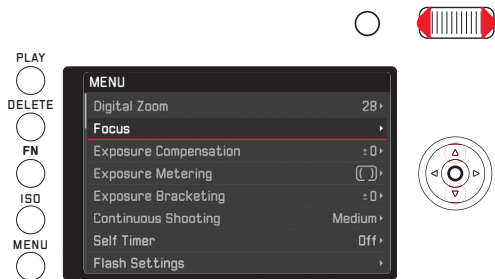 PLAY
DELETE
FN
ISO
MENU
MENU
Digital Zoom 28
Focus
Exposure Compensation ±0
Exposure Metering
Exposure Bracketing ±0
Continuous Shooting Medium
Self Timer Off
Flash Settings